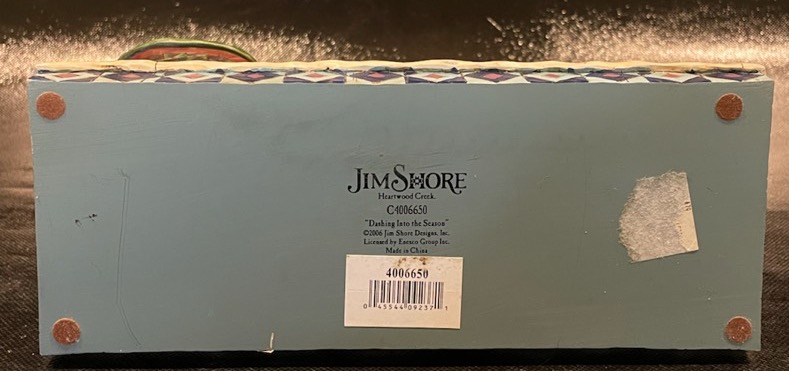 JIM SHORE
Heartwood Creek.
C4006650
"Dashing Into the Season"
©2006 Jim Shore Designs, Inc.
Licensed by Enesco Group Inc.
Made in China
4006650
0 45544 09237 1